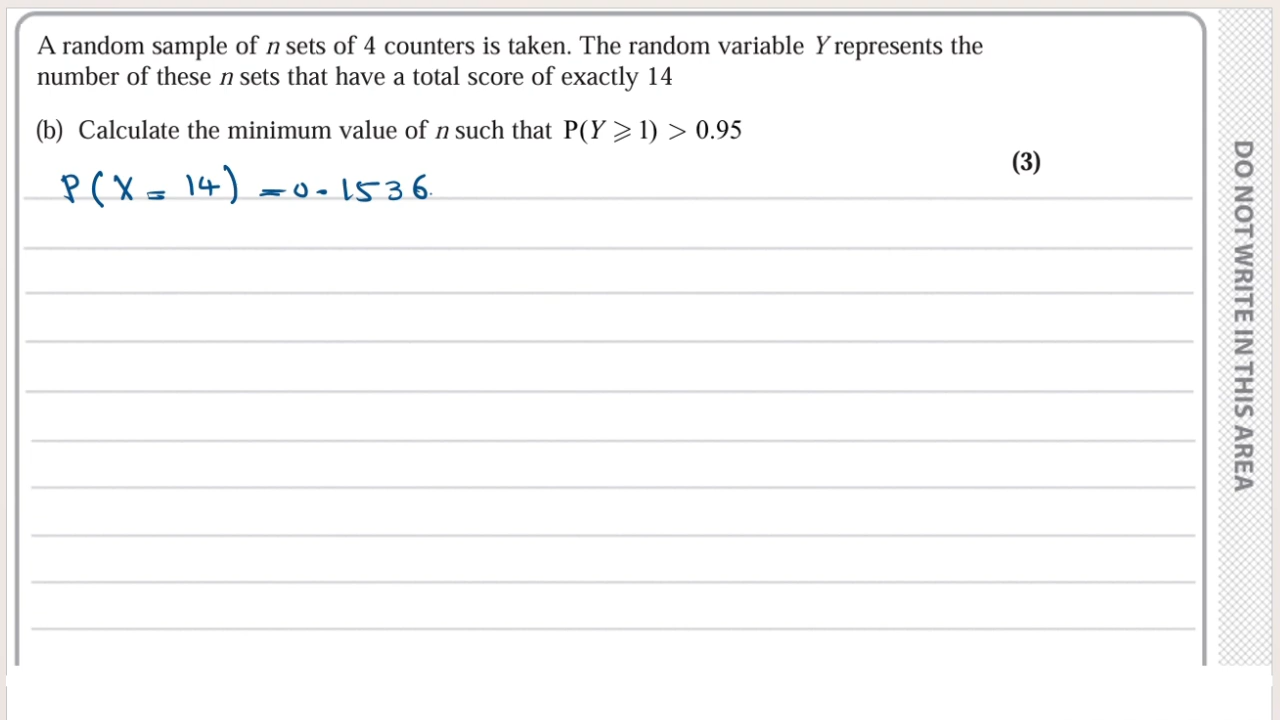 A random sample of n sets of 4 counters is taken. The random variable Y represents the
number of these n sets that have a total score of exactly 14
(b) Calculate the minimum value of n such that P(Y ⩾ 1) > 0.95
(3)
P(X = 14) = 0.1536
DO NOT WRITE IN THIS AREA